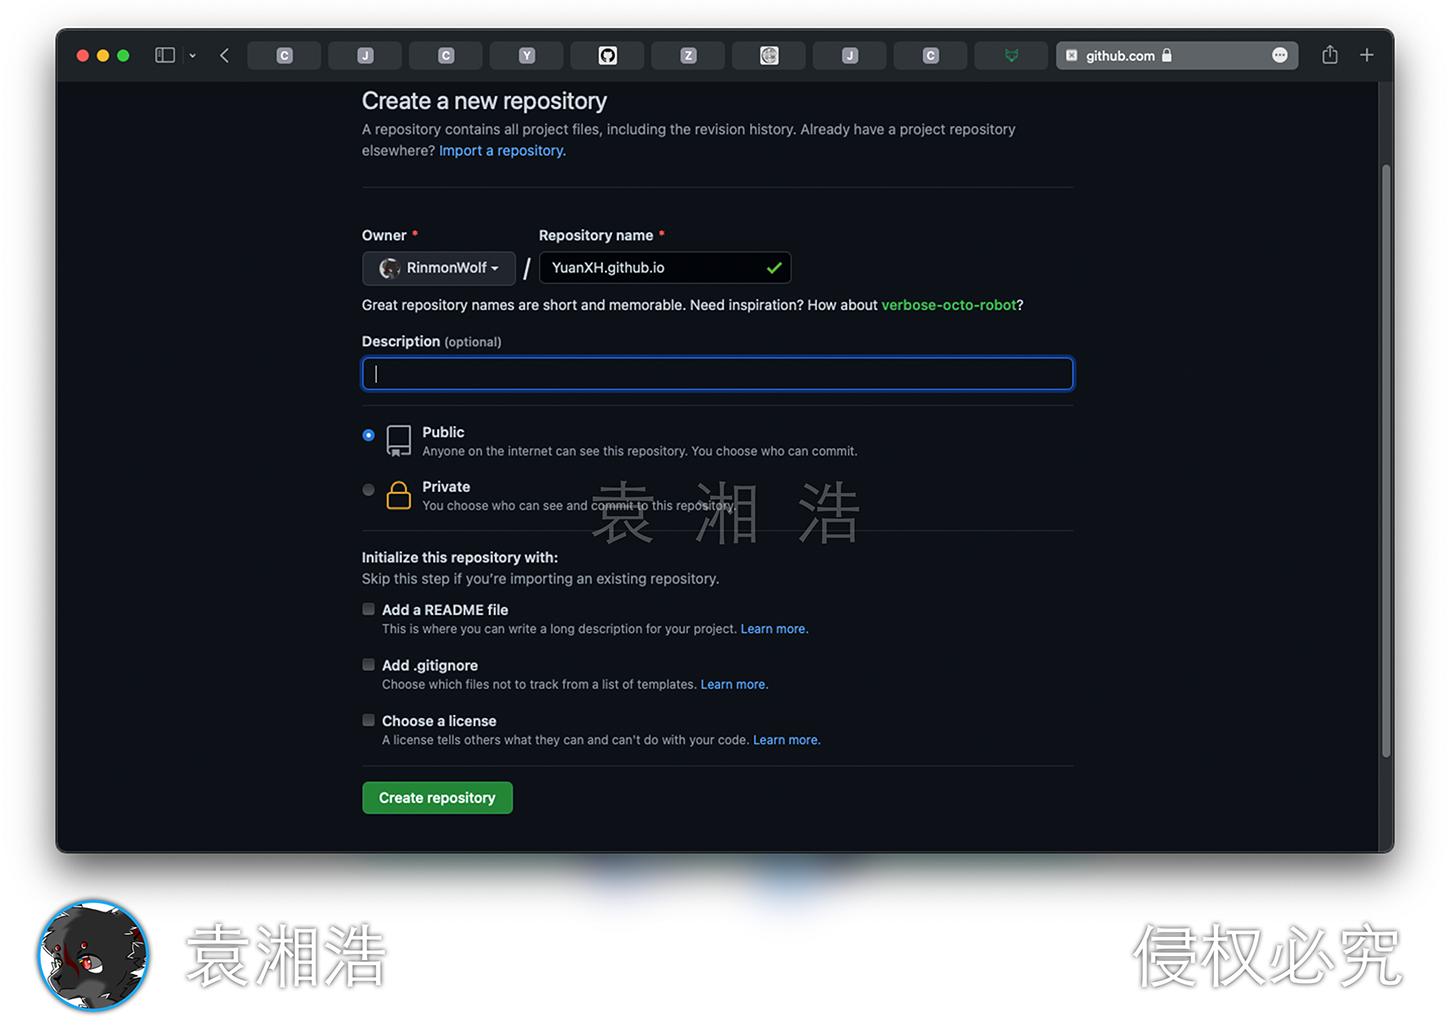 C J C Y Z J C github.com
Create a new repository
A repository contains all project files, including the revision history. Already have a project repository
elsewhere? Import a repository.
Owner * Repository name *
RinmonWolf / YuanXH.github.io
Great repository names are short and memorable. Need inspiration? How about verbose-octo-robot?
Description (optional)
Public
Anyone on the internet can see this repository. You choose who can commit.
Private
You choose who can see and commit to this repository.
袁湘浩
Initialize this repository with:
Skip this step if you’re importing an existing repository.
Add a README file
This is where you can write a long description for your project. Learn more.
Add .gitignore
Choose which files not to track from a list of templates. Learn more.
Choose a license
A license tells others what they can and can't do with your code. Learn more.
Create repository
袁湘浩 侵权必究